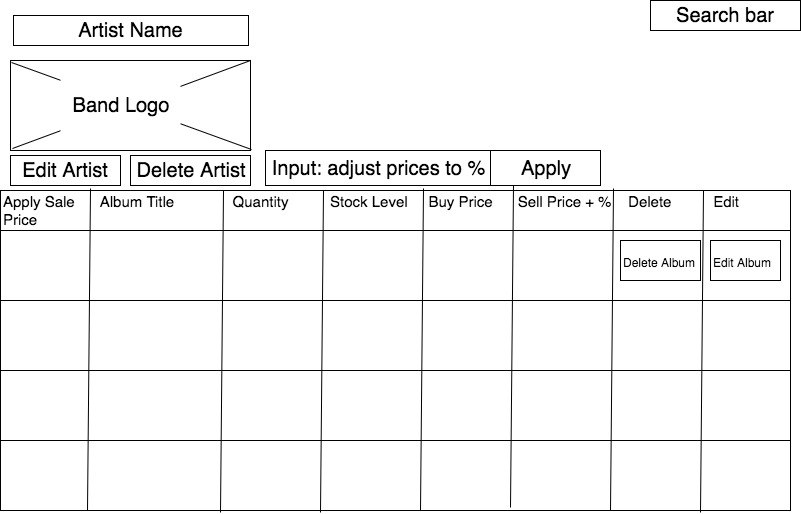 Search bar
Artist Name
Band Logo
Edit Artist
Delete Artist
Input: adjust prices to %
Apply
Apply Sale
Price
Album Title
Quantity
Stock Level
Buy Price
Sell Price + %
Delete
Edit
Delete Album
Edit Album